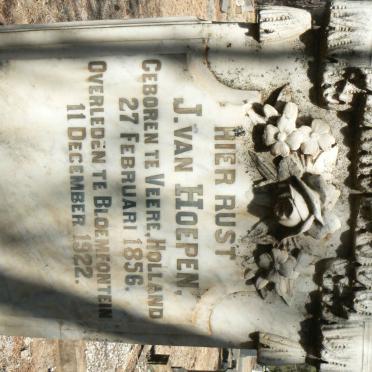 HIER RUST
J. VAN HOEPEN,
GEBOREN TE VEERE, HOLLAND
27 FEBRUARI 1856.
OVERLEDEN TE BLOEMFONTEIN
11 DECEMBER 1922.